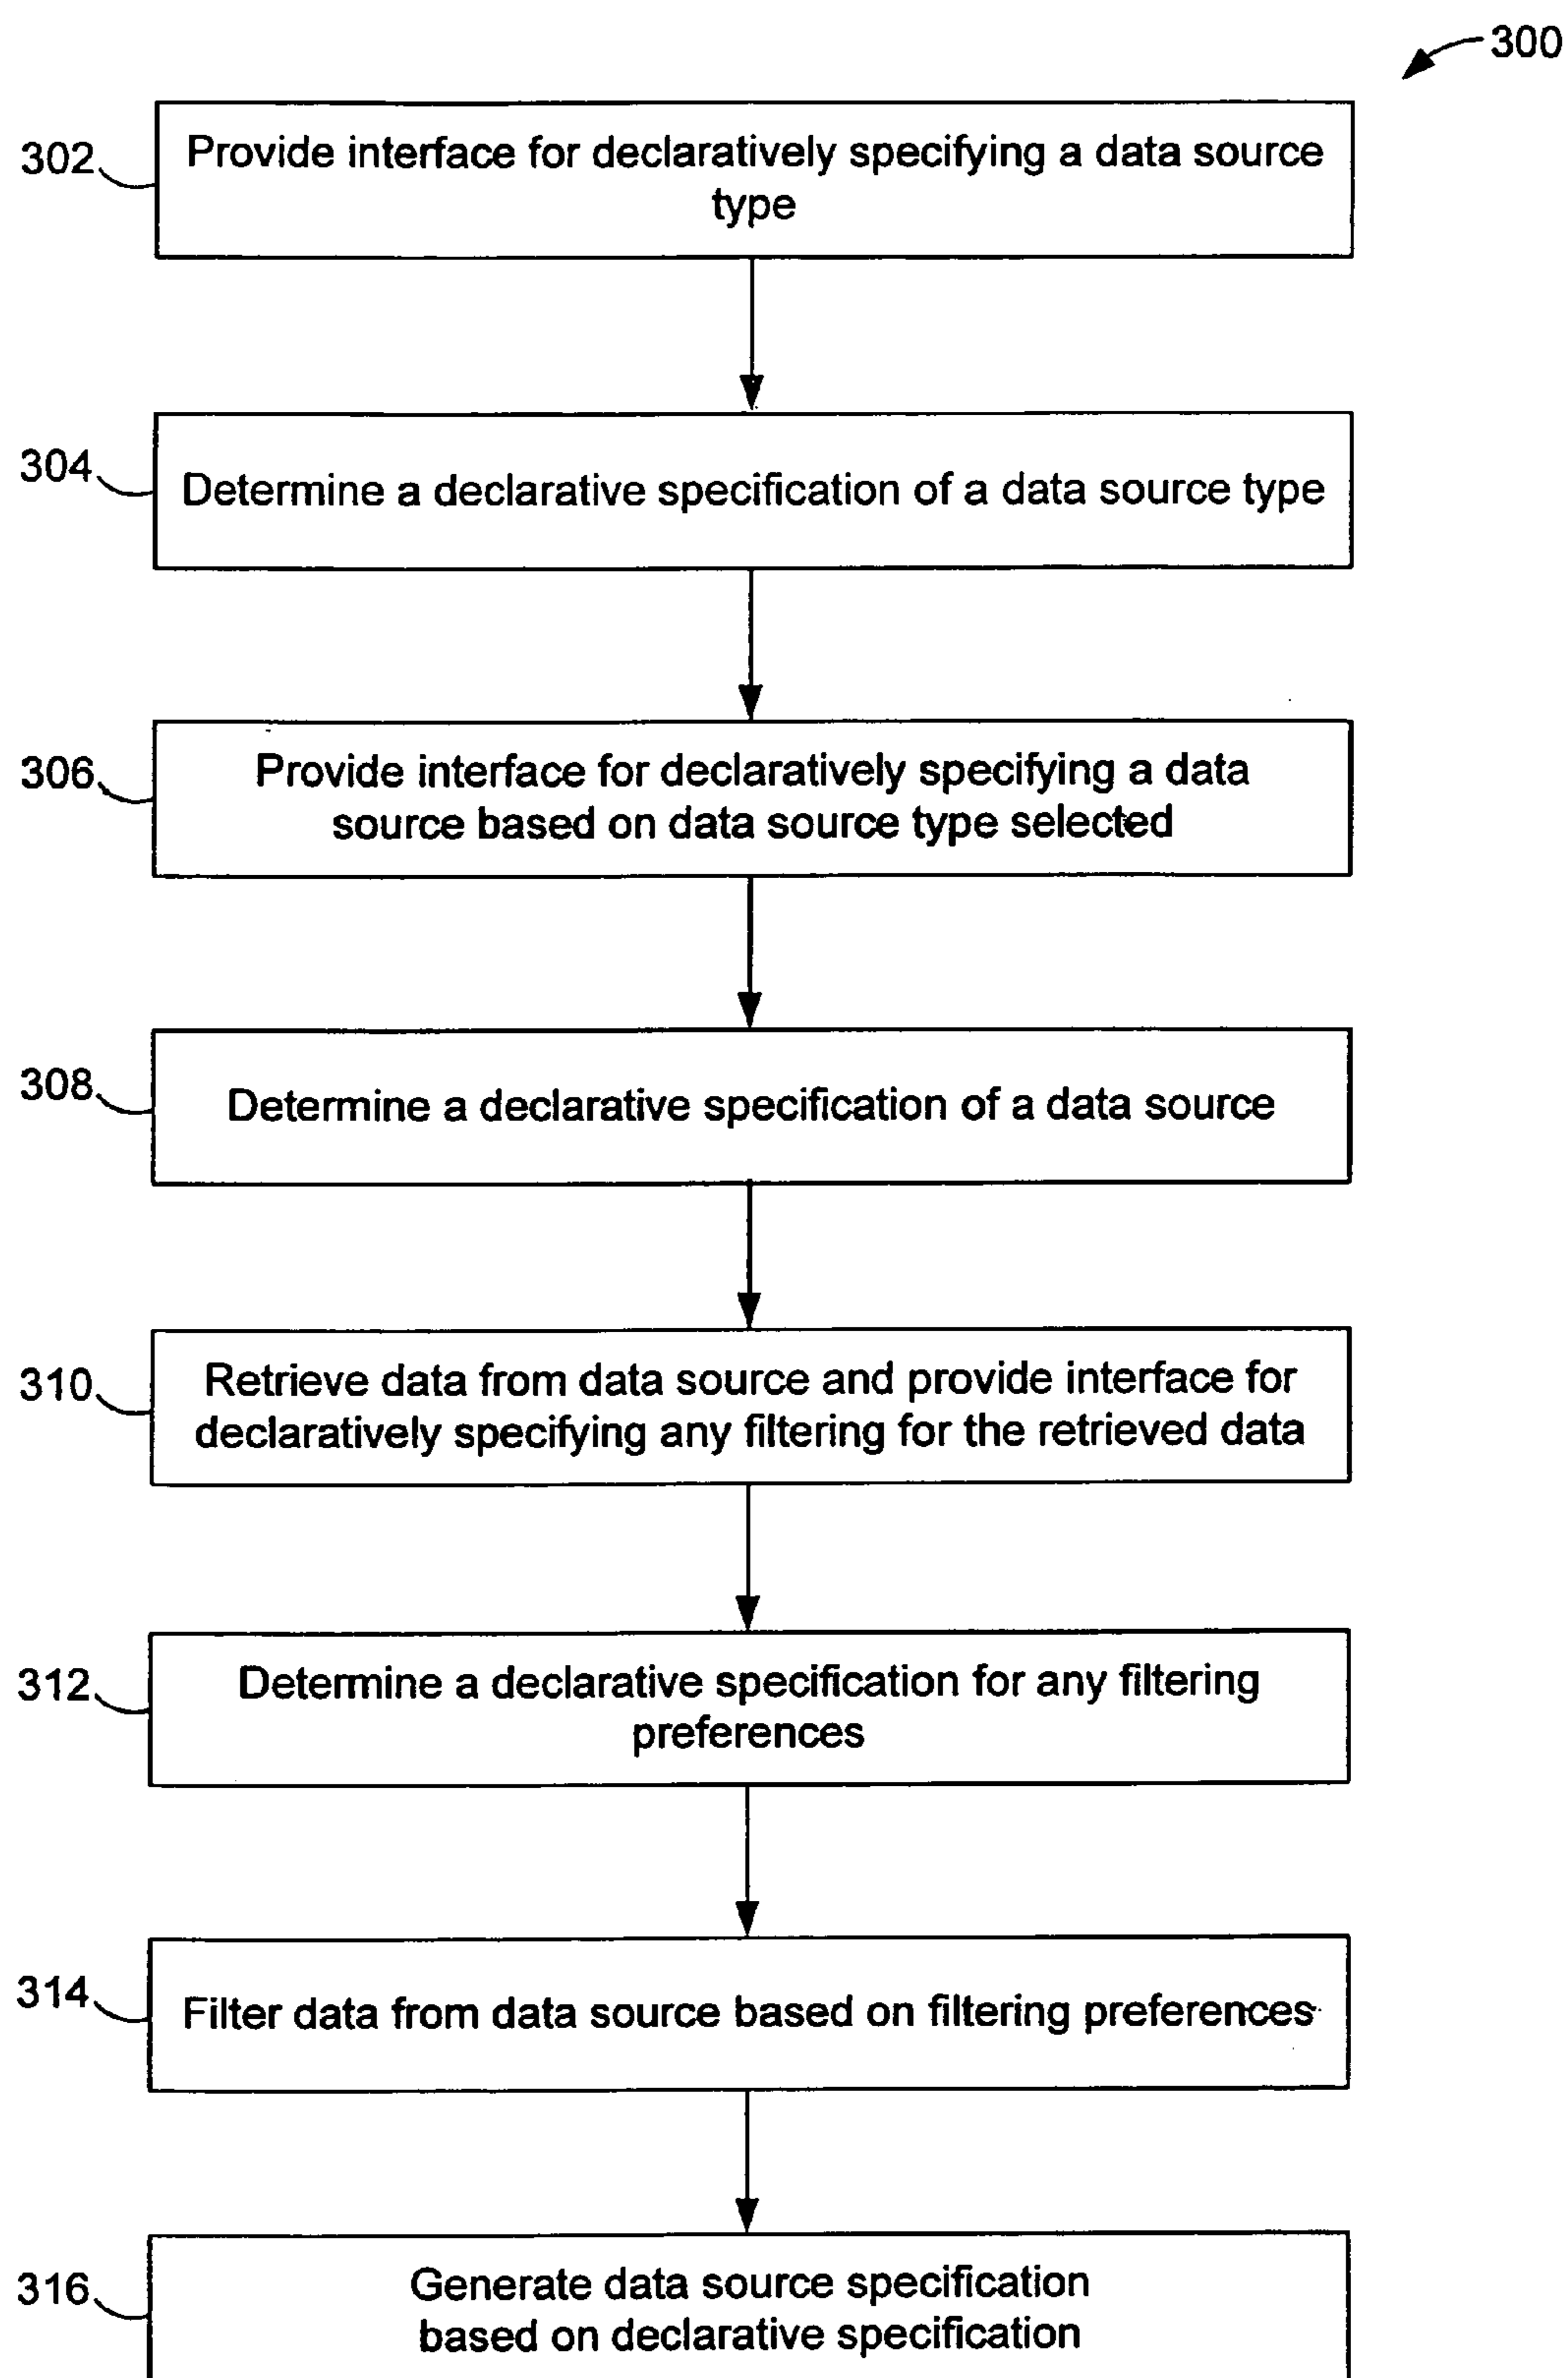 300
302
Provide interface for declaratively specifying a data source
type
304
Determine a declarative specification of a data source type
306
Provide interface for declaratively specifying a data
source based on data source type selected
308
Determine a declarative specification of a data source
310
Retrieve data from data source and provide interface for
declaratively specifying any filtering for the retrieved data
312
Determine a declarative specification for any filtering
preferences
314
Filter data from data source based on filtering preferences
316
Generate data source specification
based on declarative specification